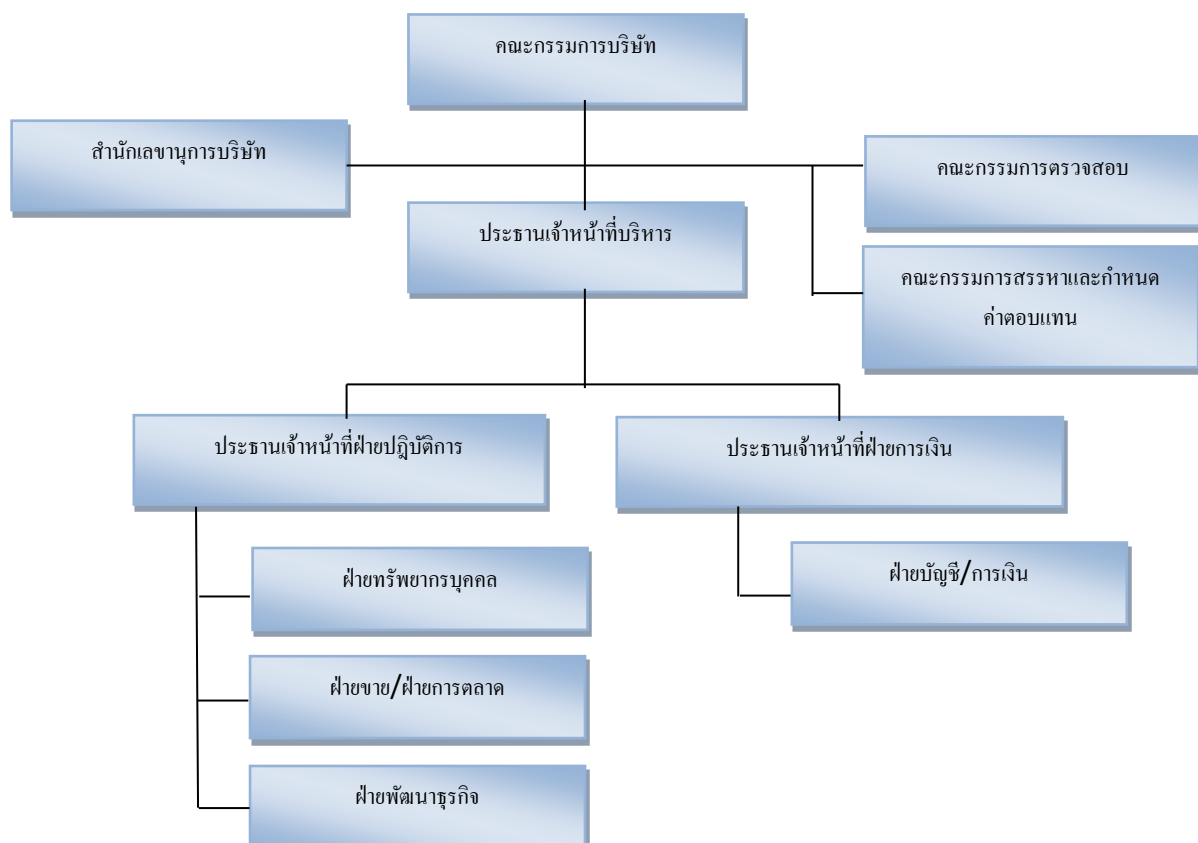 คณะกรรมการบริษัท
สำนักเลขานุการบริษัท
คณะกรรมการตรวจสอบ
ประธานเจ้าหน้าที่บริหาร
คณะกรรมการสรรหาและกำหนด
ค่าตอบแทน
ประธานเจ้าหน้าที่ฝ่ายปฎิบัติการ
ประธานเจ้าหน้าที่ฝ่ายการเงิน
ฝ่ายทรัพยากรบุคคล
ฝ่ายบัญชี/การเงิน
ฝ่ายขาย/ฝ่ายการตลาด
ฝ่ายพัฒนาธุรกิจ